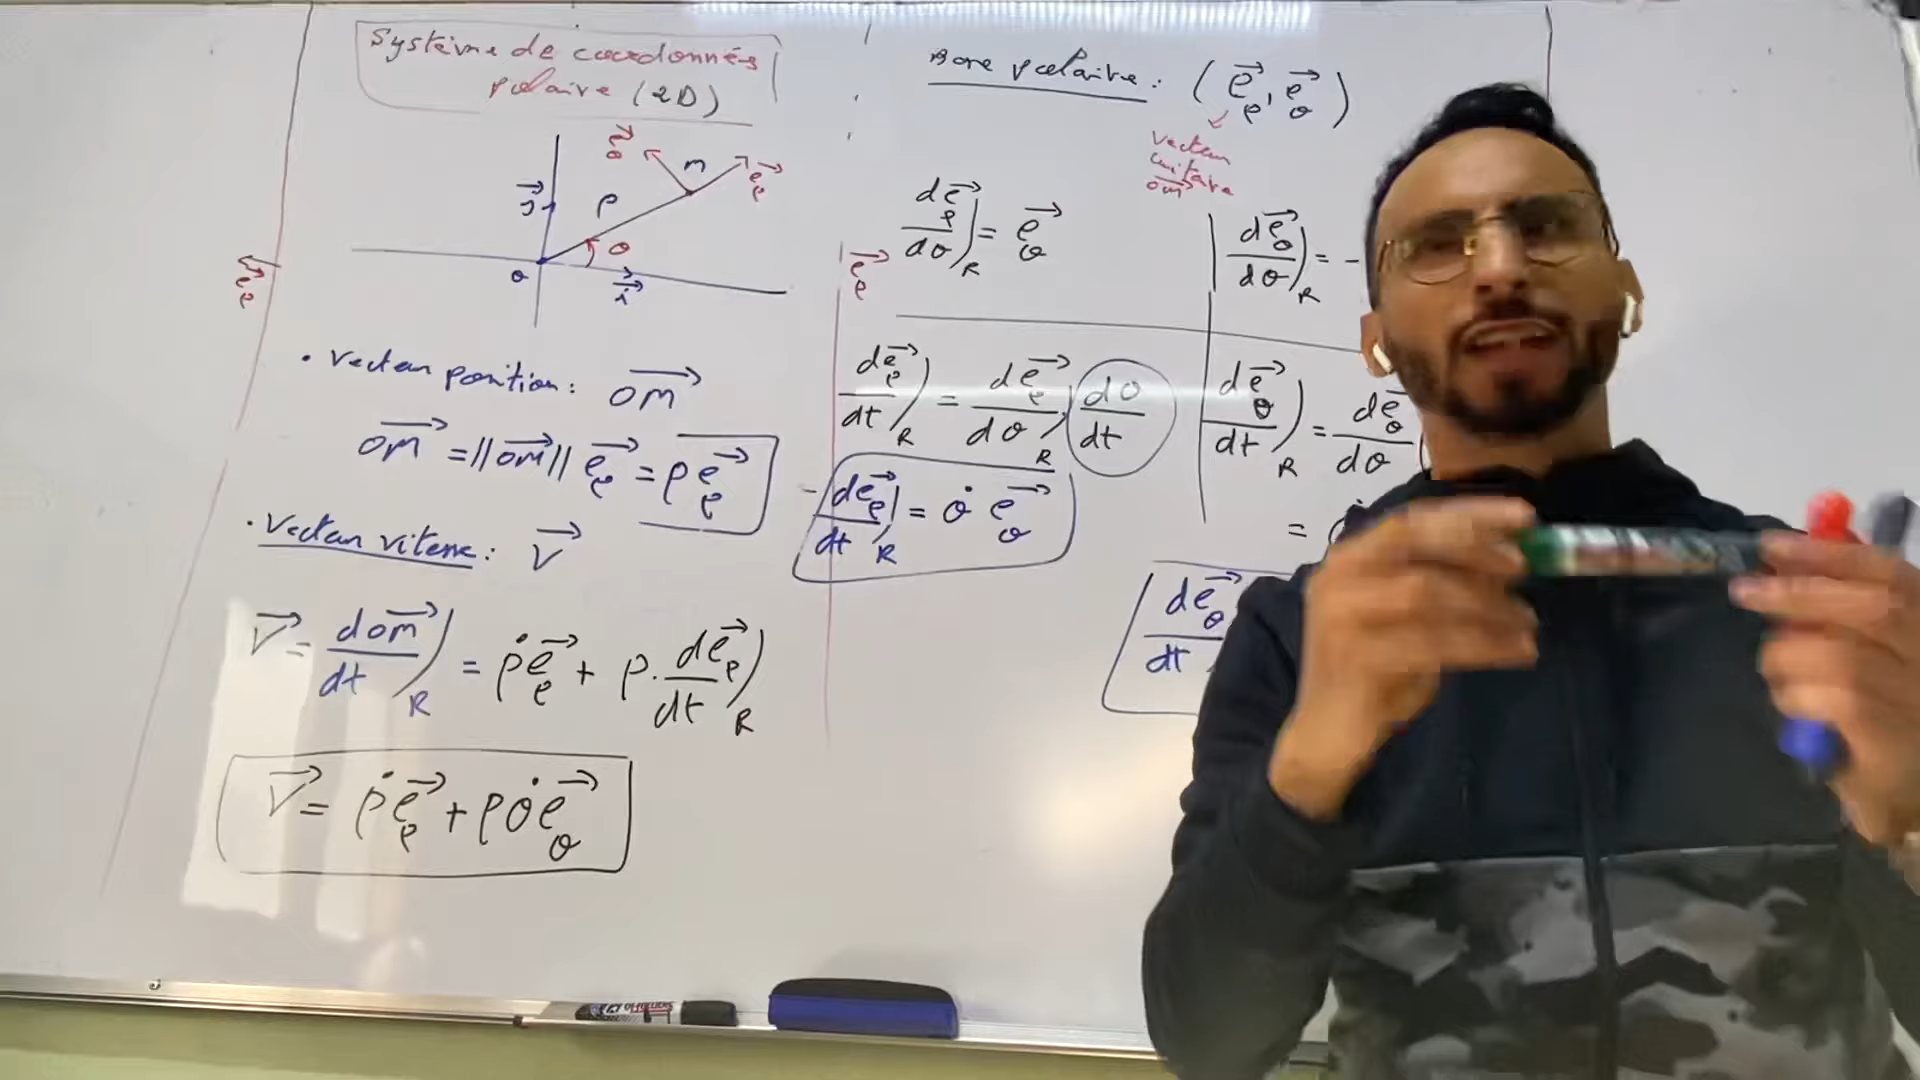 Système de coordonnés
polaire (2D)
e⃗θ
m
e⃗ρ
j⃗
ρ
θ
o
i⃗
e⃗ρ
• Vecteur position : o⃗m
o⃗m = ||o⃗m|| e⃗ρ = ρ e⃗ρ
• Vecteur vitesse : V⃗
V⃗ = do⃗m/dt)R = ρ̇ e⃗ρ + ρ . de⃗ρ/dt)R
V⃗ = ρ̇ e⃗ρ + ρ θ̇ e⃗θ
Base polaire : (e⃗ρ, e⃗θ)
vecteur
unitaire
o⃗m
de⃗ρ/dθ)R = e⃗θ
de⃗θ/dθ)R = -
e⃗ρ
de⃗ρ/dt)R = de⃗ρ/dθ)R dθ/dt
de⃗θ/dt)R = de⃗θ/dθ
=
de⃗ρ/dt)R = θ̇ e⃗θ
de⃗θ/dt